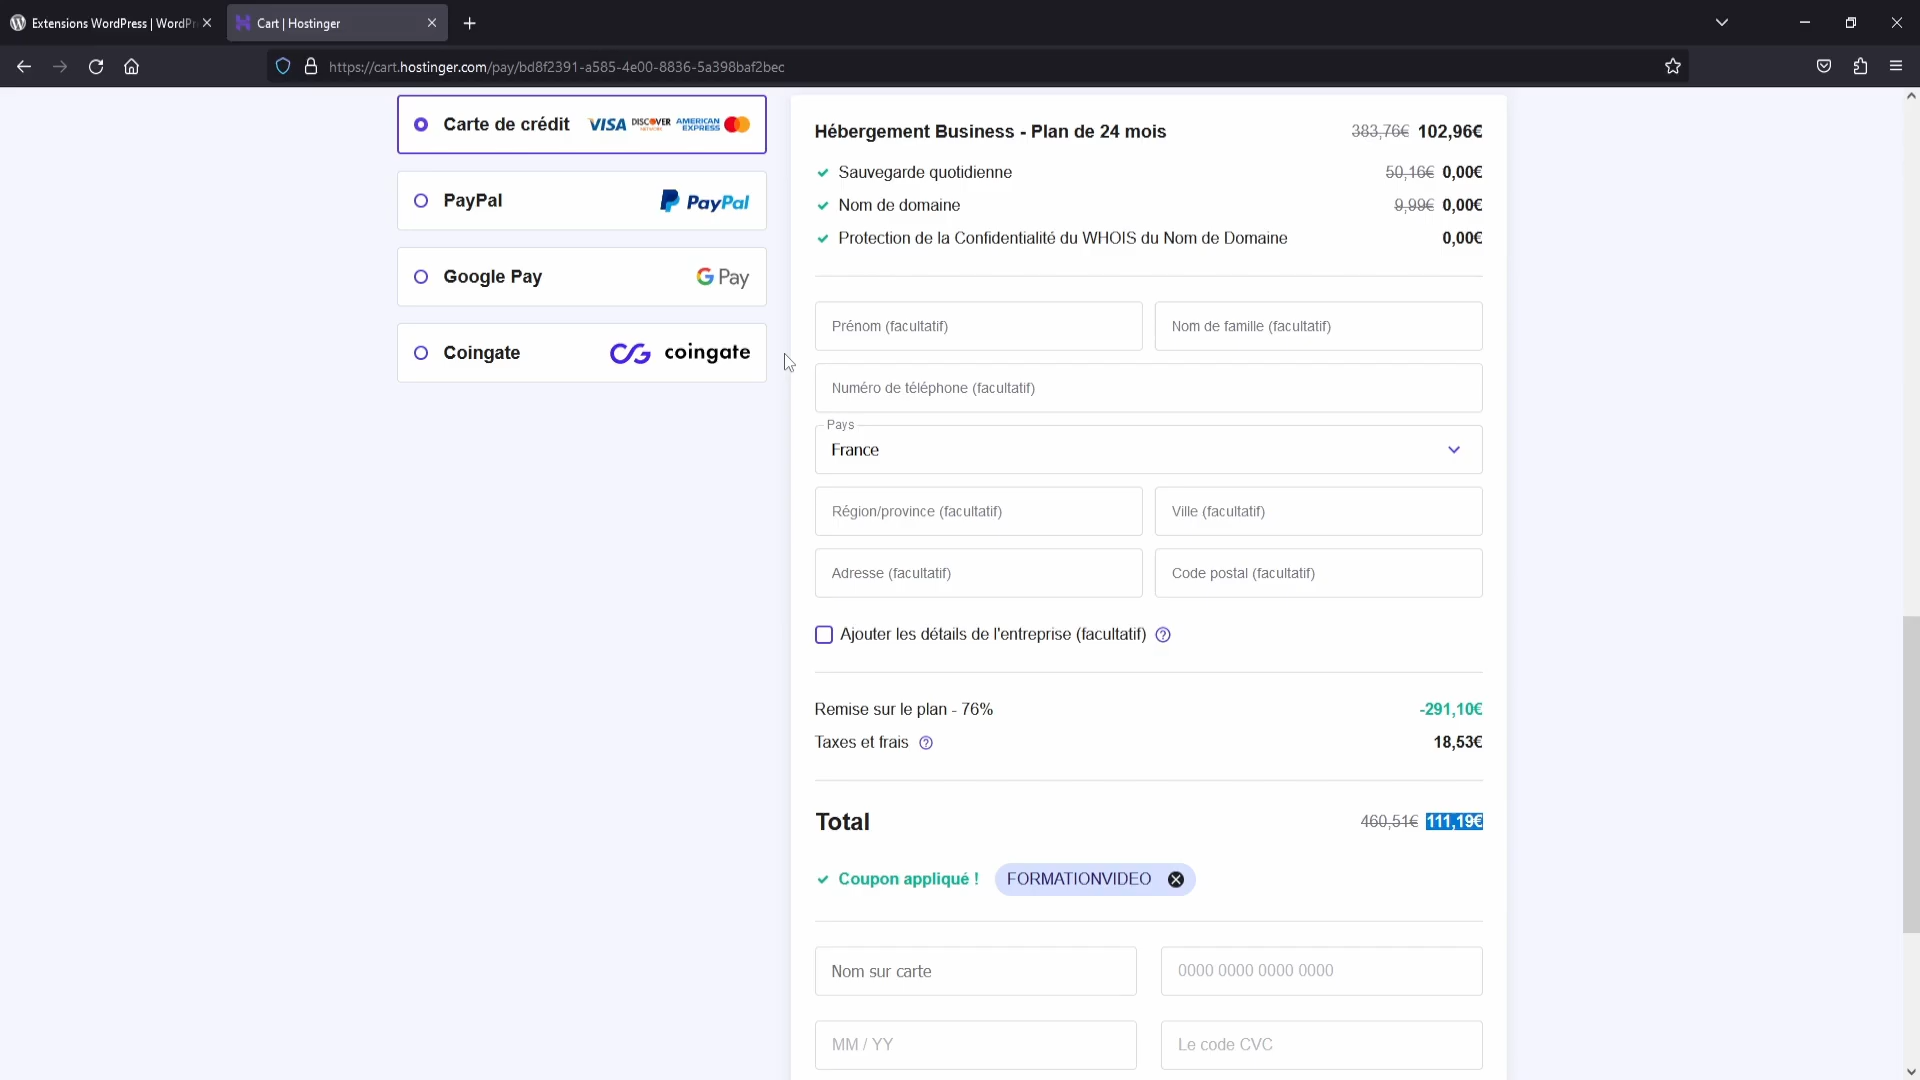 Extensions WordPress | WordPr
Cart | Hostinger
https://cart.hostinger.com/pay/bd8f2391-a585-4e00-8836-5a398baf2bec
Carte de crédit VISA DISCOVER NETWORK AMERICAN EXPRESS
PayPal PayPal
Google Pay G Pay
Coingate coingate
Hébergement Business - Plan de 24 mois 383,76€ 102,96€
Sauvegarde quotidienne 50,16€ 0,00€
Nom de domaine 9,99€ 0,00€
Protection de la Confidentialité du WHOIS du Nom de Domaine 0,00€
Prénom (facultatif) Nom de famille (facultatif)
Numéro de téléphone (facultatif)
Pays
France
Région/province (facultatif) Ville (facultatif)
Adresse (facultatif) Code postal (facultatif)
Ajouter les détails de l'entreprise (facultatif) ?
Remise sur le plan - 76% -291,10€
Taxes et frais ? 18,53€
Total 460,51€ 111,19€
Coupon appliqué ! FORMATIONVIDEO
Nom sur carte 0000 0000 0000 0000
MM / YY Le code CVC